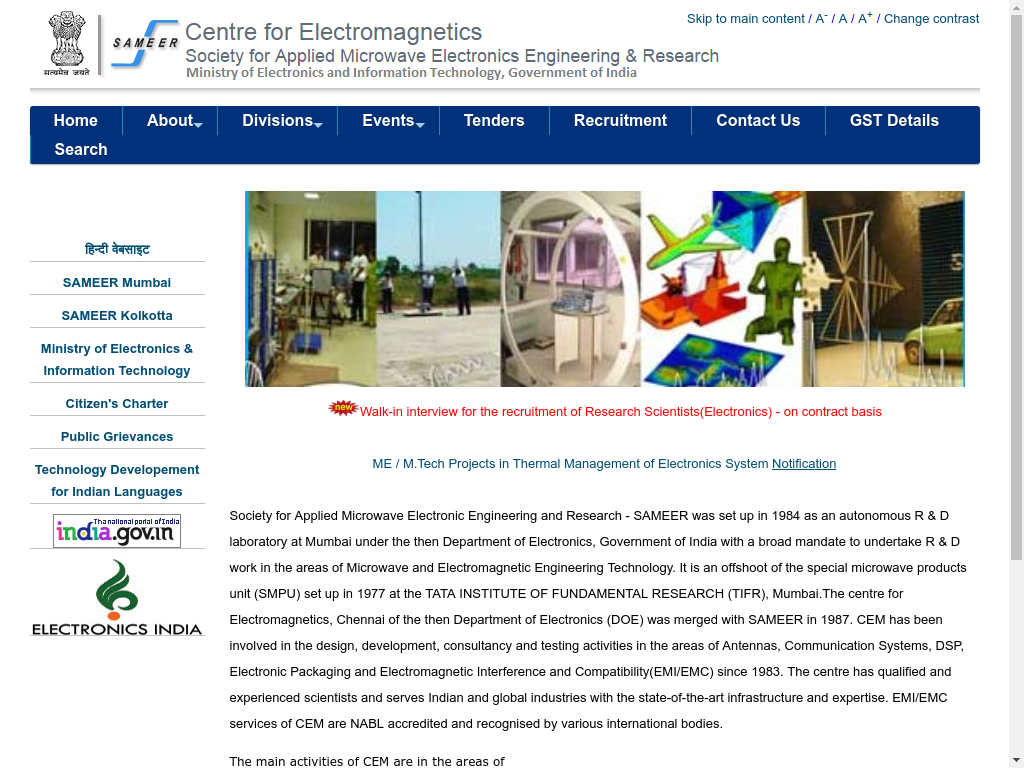 Skip to main content / A- / A / A+ / Change contrast
सत्यमेव जयते
SAMEER
Centre for Electromagnetics
Society for Applied Microwave Electronics Engineering & Research
Ministry of Electronics and Information Technology, Government of India
Home
About
Divisions
Events
Tenders
Recruitment
Contact Us
GST Details
Search
हिन्दी वेबसाइट
SAMEER Mumbai
SAMEER Kolkotta
Ministry of Electronics &
Information Technology
Citizen's Charter
Public Grievances
Technology Developement
for Indian Languages
The national portal of India
india.gov.in
ELECTRONICS INDIA
new Walk-in interview for the recruitment of Research Scientists(Electronics) - on contract basis
ME / M.Tech Projects in Thermal Management of Electronics System Notification
Society for Applied Microwave Electronic Engineering and Research - SAMEER was set up in 1984 as an autonomous R & D
laboratory at Mumbai under the then Department of Electronics, Government of India with a broad mandate to undertake R & D
work in the areas of Microwave and Electromagnetic Engineering Technology. It is an offshoot of the special microwave products
unit (SMPU) set up in 1977 at the TATA INSTITUTE OF FUNDAMENTAL RESEARCH (TIFR), Mumbai.The centre for
Electromagnetics, Chennai of the then Department of Electronics (DOE) was merged with SAMEER in 1987. CEM has been
involved in the design, development, consultancy and testing activities in the areas of Antennas, Communication Systems, DSP,
Electronic Packaging and Electromagnetic Interference and Compatibility(EMI/EMC) since 1983. The centre has qualified and
experienced scientists and serves Indian and global industries with the state-of-the-art infrastructure and expertise. EMI/EMC
services of CEM are NABL accredited and recognised by various international bodies.
The main activities of CEM are in the areas of